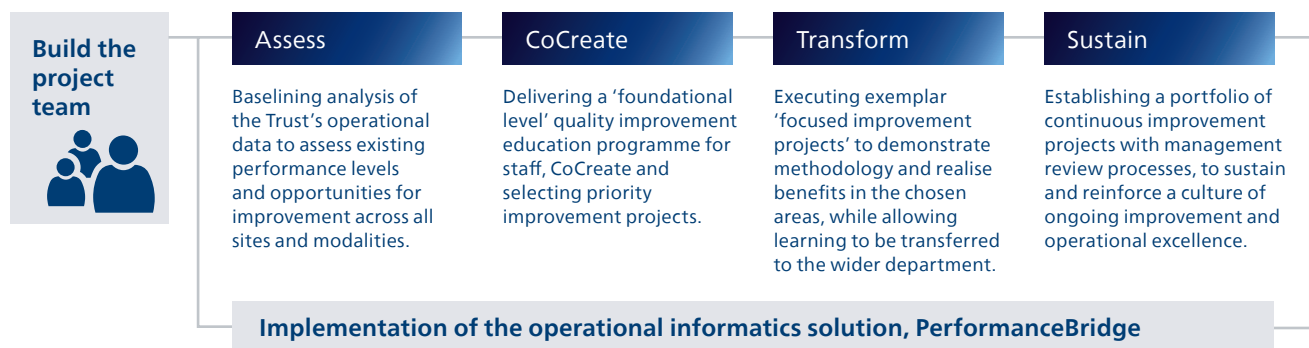 Build the
project
team
Assess
Baselining analysis of
the Trust’s operational
data to assess existing
performance levels
and opportunities for
improvement across all
sites and modalities.
CoCreate
Delivering a ‘foundational
level’ quality improvement
education programme for
staff, CoCreate and
selecting priority
improvement projects.
Transform
Executing exemplar
‘focused improvement
projects’ to demonstrate
methodology and realise
benefits in the chosen
areas, while allowing
learning to be transferred
to the wider department.
Sustain
Establishing a portfolio of
continuous improvement
projects with management
review processes, to sustain
and reinforce a culture of
ongoing improvement and
operational excellence.
Implementation of the operational informatics solution, PerformanceBridge